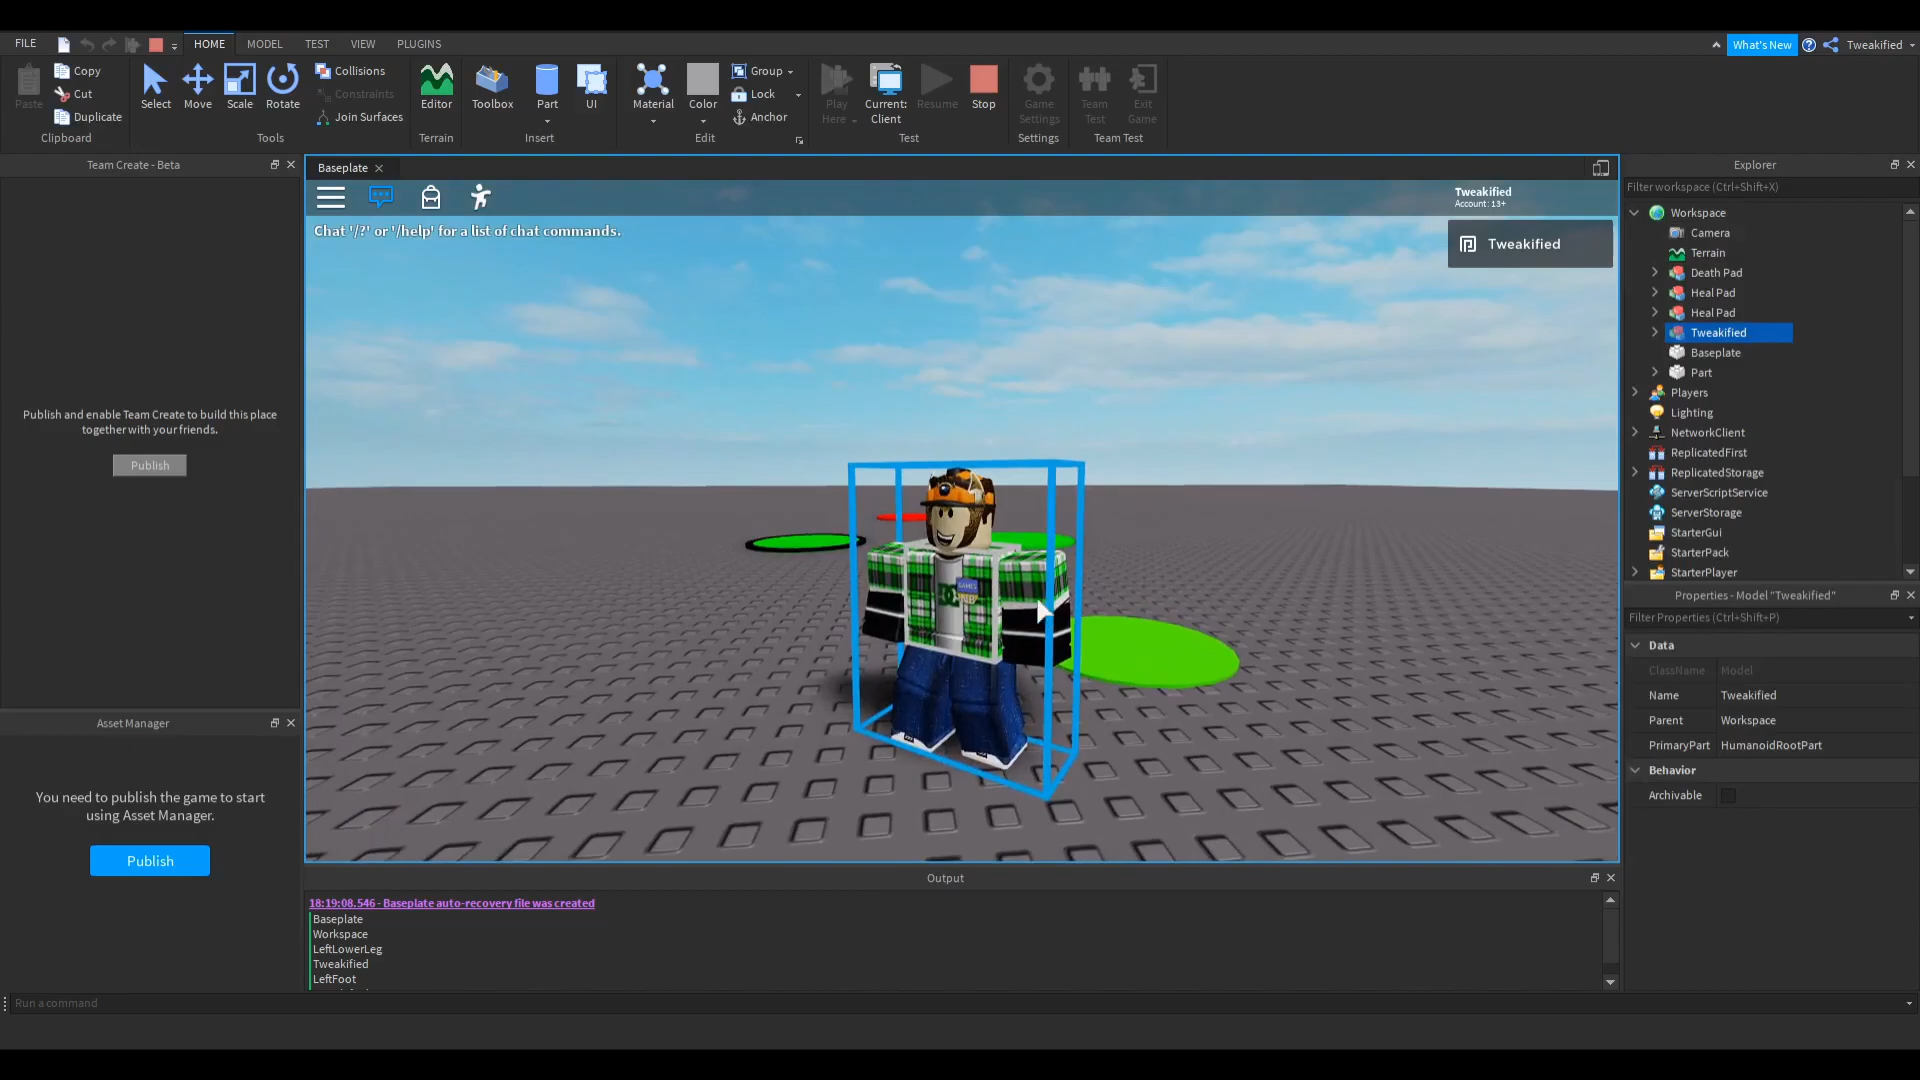 FILE HOME MODEL TEST VIEW PLUGINS What's New Tweakified
Paste Copy Cut Duplicate Clipboard
Select Move Scale Rotate Collisions Constraints Join Surfaces Tools
Editor Terrain
Toolbox Part UI Insert
Material Color Group Lock Anchor Edit
Play Here Current: Client Resume Stop Test
Game Settings Settings
Team Test Exit Game Team Test
Team Create - Beta
Publish and enable Team Create to build this place
together with your friends.
Publish
Asset Manager
You need to publish the game to start
using Asset Manager.
Publish
Baseplate
Tweakified
Account: 13+
Chat '/?' or '/help' for a list of chat commands.
Tweakified
Output
18:19:08.546 - Baseplate auto-recovery file was created
Baseplate
Workspace
LeftLowerLeg
Tweakified
LeftFoot
Explorer
Filter workspace (Ctrl+Shift+X)
Workspace
Camera
Terrain
Death Pad
Heal Pad
Heal Pad
Tweakified
Baseplate
Part
Players
Lighting
NetworkClient
ReplicatedFirst
ReplicatedStorage
ServerScriptService
ServerStorage
StarterGui
StarterPack
StarterPlayer
Properties - Model "Tweakified"
Filter Properties (Ctrl+Shift+P)
Data
ClassName Model
Name Tweakified
Parent Workspace
PrimaryPart HumanoidRootPart
Behavior
Archivable
Run a command